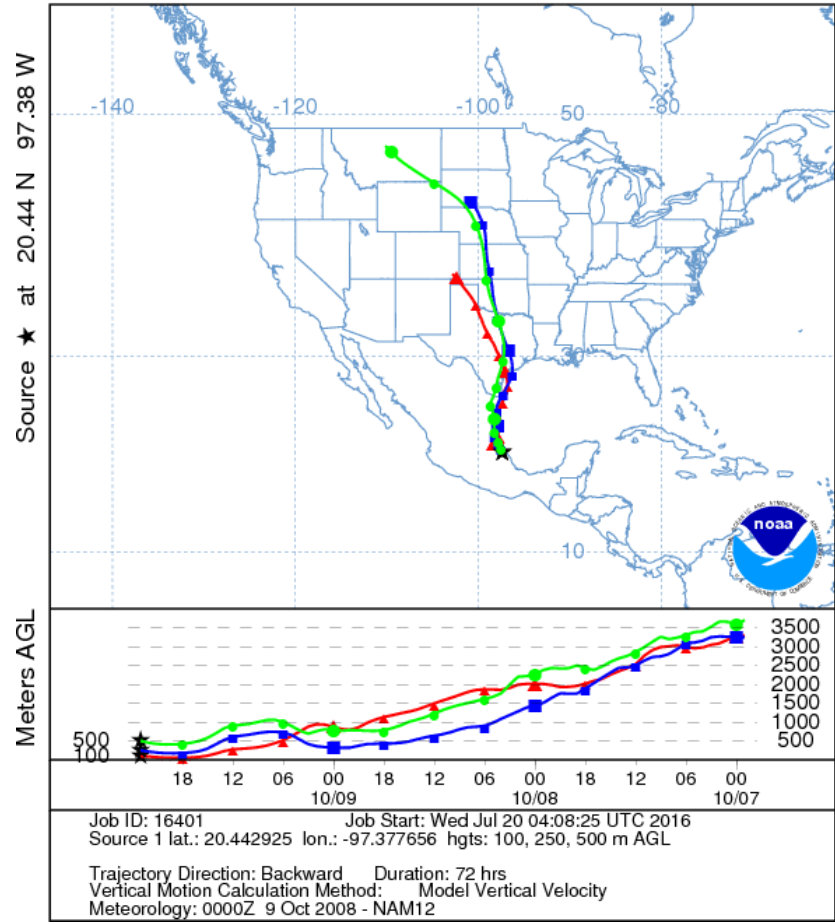 Source ★ at 20.44 N 97.38 W
-140 -120 -100 -80
50
30
10
noaa
Meters AGL
3500
3000
2500
2000
1500
1000
500 500
100
18 12 06 00 18 12 06 00 18 12 06 00
10/09 10/08 10/07
Job ID: 16401 Job Start: Wed Jul 20 04:08:25 UTC 2016
Source 1 lat.: 20.442925 lon.: -97.377656 hgts: 100, 250, 500 m AGL
Trajectory Direction: Backward Duration: 72 hrs
Vertical Motion Calculation Method: Model Vertical Velocity
Meteorology: 0000Z 9 Oct 2008 - NAM12